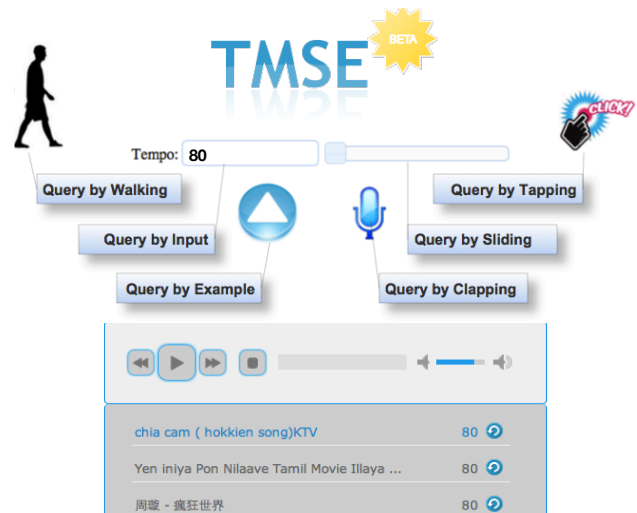 TMSE
BETA
CLICK!
Tempo: 80
Query by Walking
Query by Tapping
Query by Input
Query by Sliding
Query by Example
Query by Clapping
chia cam ( hokkien song)KTV 80
Yen iniya Pon Nilaave Tamil Movie Illaya ... 80
周璇 - 瘋狂世界 80